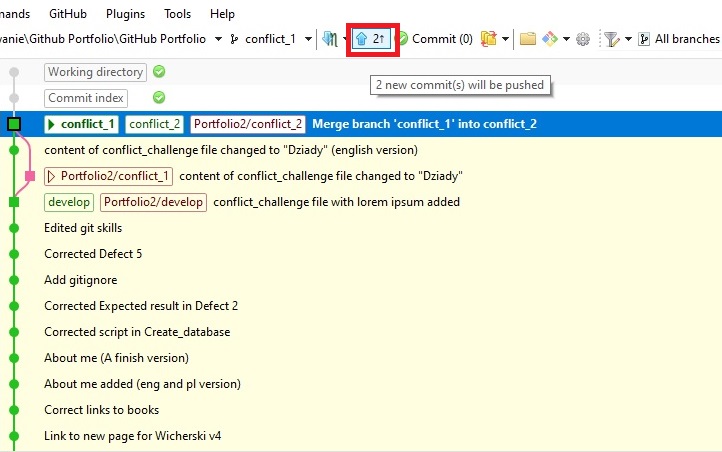 mands GitHub Plugins Tools Help
vanie\Github Portfolio\GitHub Portfolio conflict_1 2↑ Commit (0) All branches
Working directory
2 new commit(s) will be pushed
Commit index
conflict_1 conflict_2 Portfolio2/conflict_2 Merge branch 'conflict_1' into conflict_2
content of conflict_challenge file changed to "Dziady" (english version)
Portfolio2/conflict_1 content of conflict_challenge file changed to "Dziady"
develop Portfolio2/develop conflict_challenge file with lorem ipsum added
Edited git skills
Corrected Defect 5
Add gitignore
Corrected Expected result in Defect 2
Corrected script in Create_database
About me (A finish version)
About me added (eng and pl version)
Correct links to books
Link to new page for Wicherski v4